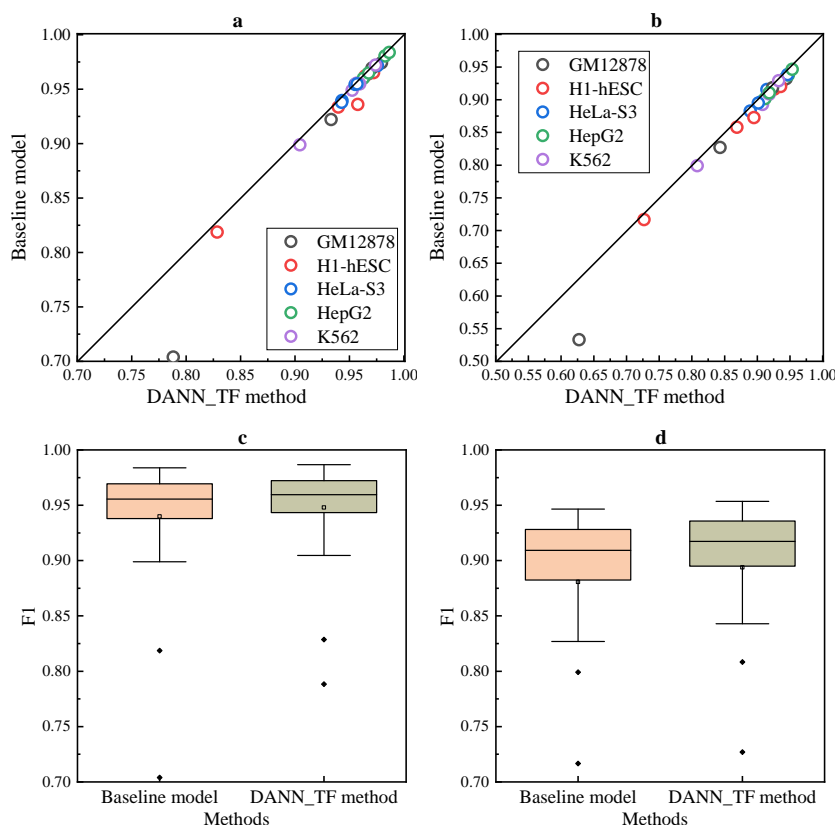 a
1.00
0.95
0.90
0.85
0.80
0.75
0.70
Baseline model
GM12878
H1-hESC
HeLa-S3
HepG2
K562
0.70 0.75 0.80 0.85 0.90 0.95 1.00
DANN_TF method
b
1.00
0.95
0.90
0.85
0.80
0.75
0.70
0.65
0.60
0.55
0.50
Baseline model
GM12878
H1-hESC
HeLa-S3
HepG2
K562
0.50 0.55 0.60 0.65 0.70 0.75 0.80 0.85 0.90 0.95 1.00
DANN_TF method
c
1.00
0.95
0.90
0.85
0.80
0.75
0.70
F1
Baseline model DANN_TF method
Methods
d
1.00
0.95
0.90
0.85
0.80
0.75
0.70
F1
Baseline model DANN_TF method
Methods